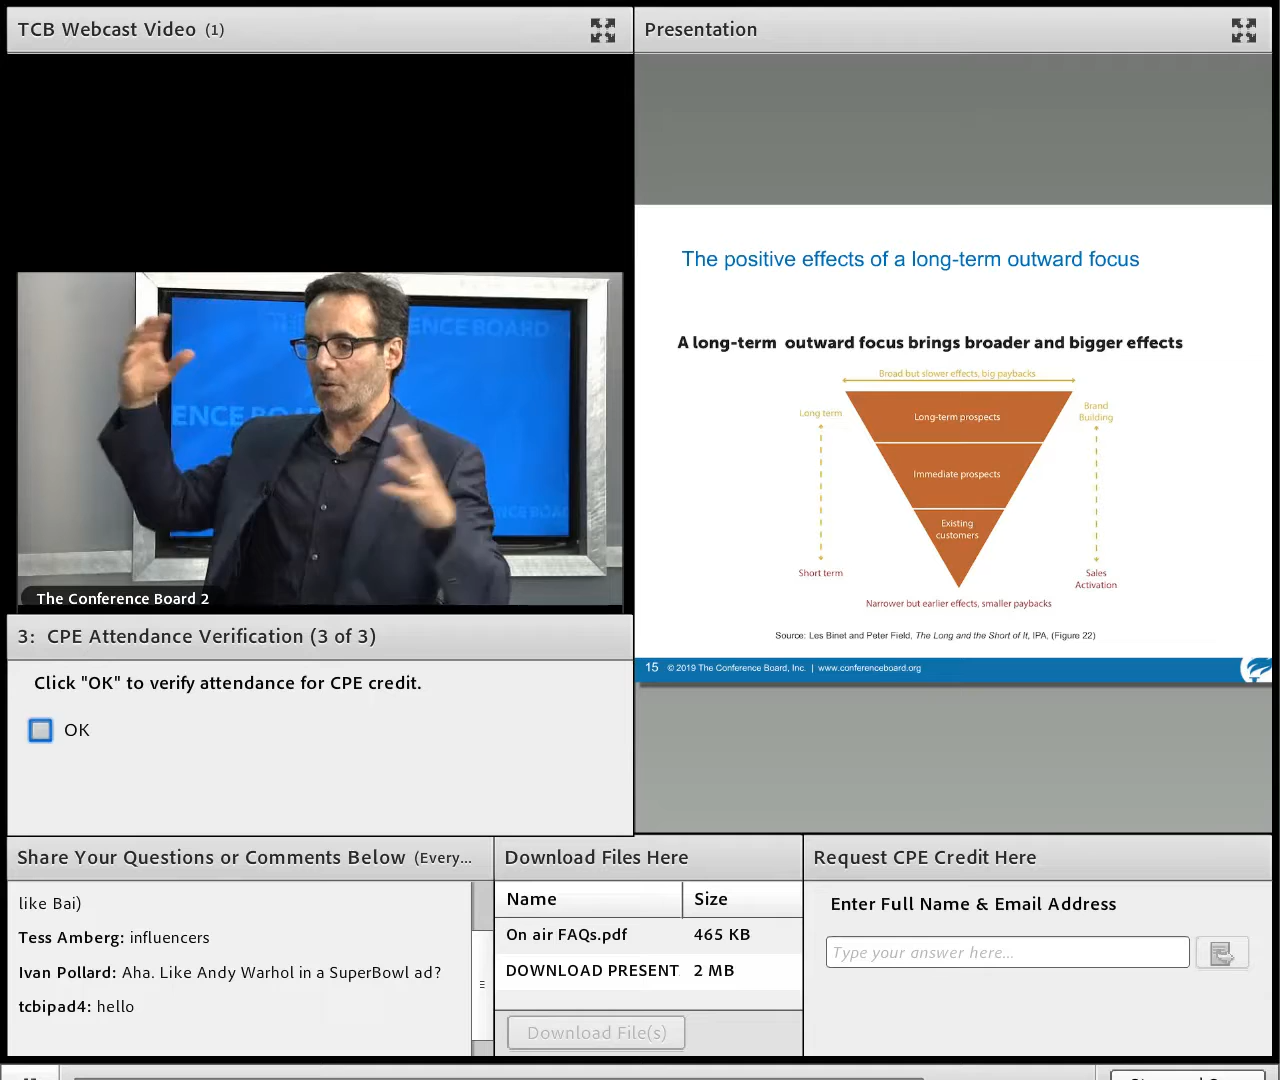 TCB Webcast Video (1)
Presentation
The Conference Board 2
The positive effects of a long-term outward focus
A long-term outward focus brings broader and bigger effects
Broad but slower effects, big paybacks
Long term
Brand
Building
Long-term prospects
Immediate prospects
Existing
customers
Short term
Sales
Activation
Narrower but earlier effects, smaller paybacks
Source: Les Binet and Peter Field, The Long and the Short of It, IPA, (Figure 22)
15 © 2019 The Conference Board, Inc. | www.conferenceboard.org
3: CPE Attendance Verification (3 of 3)
Click "OK" to verify attendance for CPE credit.
OK
Share Your Questions or Comments Below (Every...
like Bai)
Tess Amberg: influencers
Ivan Pollard: Aha. Like Andy Warhol in a SuperBowl ad?
tcbipad4: hello
Download Files Here
Name Size
On air FAQs.pdf 465 KB
DOWNLOAD PRESENT 2 MB
Download File(s)
Request CPE Credit Here
Enter Full Name & Email Address
Type your answer here...